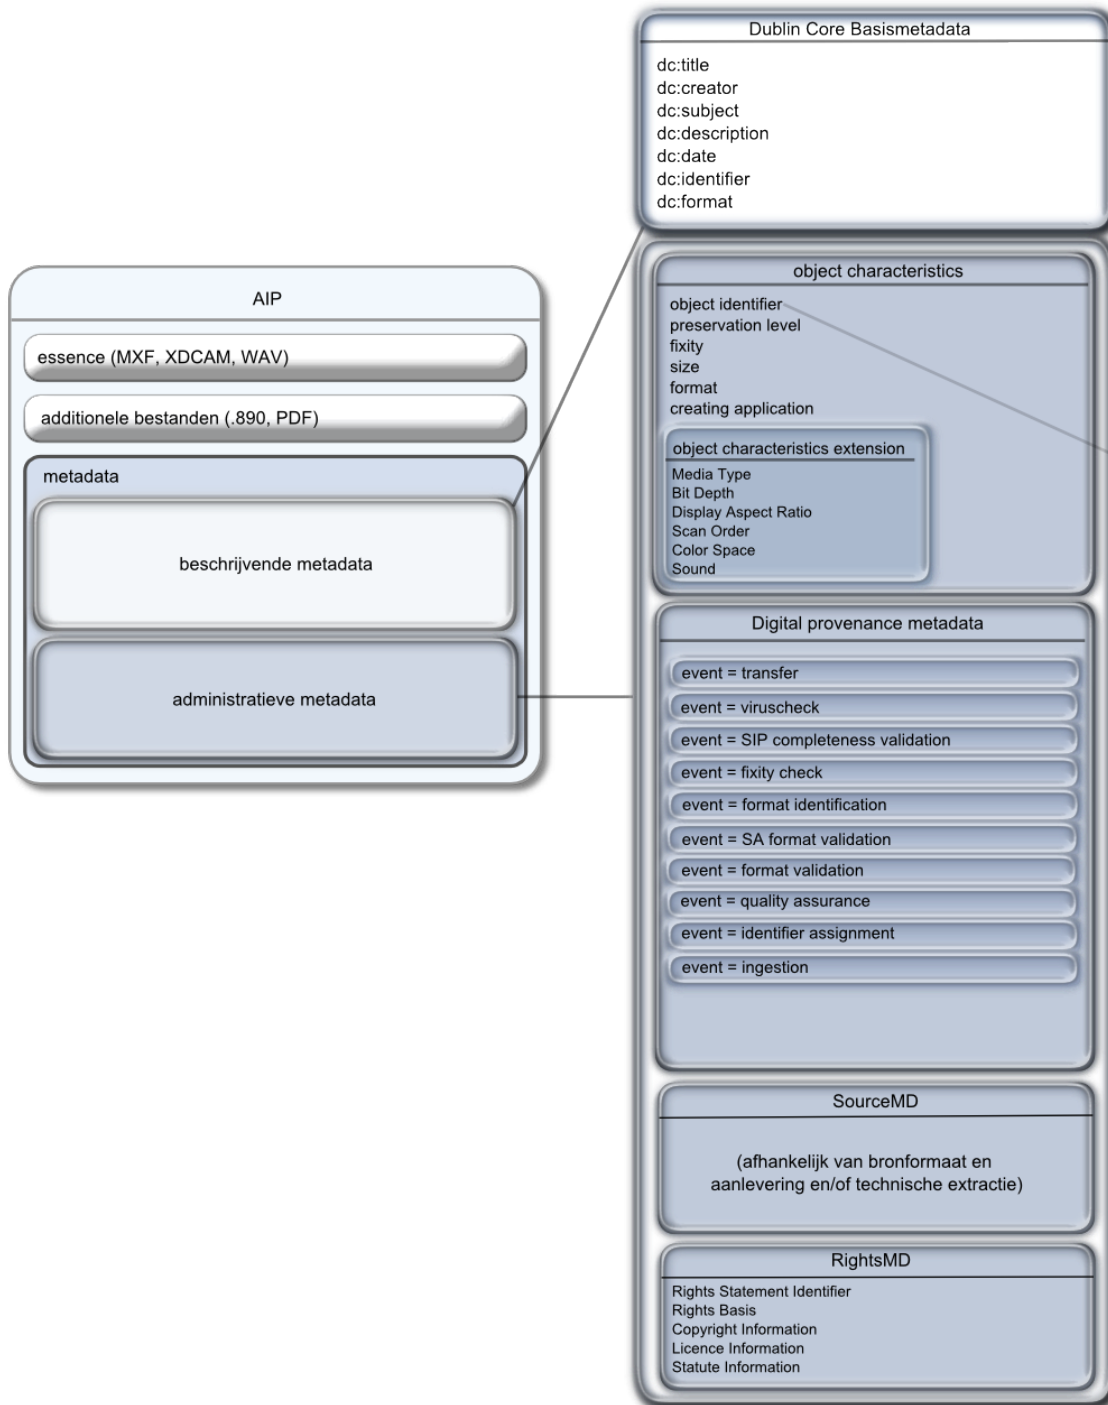 AIP
essence (MXF, XDCAM, WAV)
additionele bestanden (.890, PDF)
metadata
beschrijvende metadata
administratieve metadata
Dublin Core Basismetadata
dc:title
dc:creator
dc:subject
dc:description
dc:date
dc:identifier
dc:format
object characteristics
object identifier
preservation level
fixity
size
format
creating application
object characteristics extension
Media Type
Bit Depth
Display Aspect Ratio
Scan Order
Color Space
Sound
Digital provenance metadata
event = transfer
event = viruscheck
event = SIP completeness validation
event = fixity check
event = format identification
event = SA format validation
event = format validation
event = quality assurance
event = identifier assignment
event = ingestion
SourceMD
(afhankelijk van bronformaat en
aanlevering en/of technische extractie)
RightsMD
Rights Statement Identifier
Rights Basis
Copyright Information
Licence Information
Statute Information